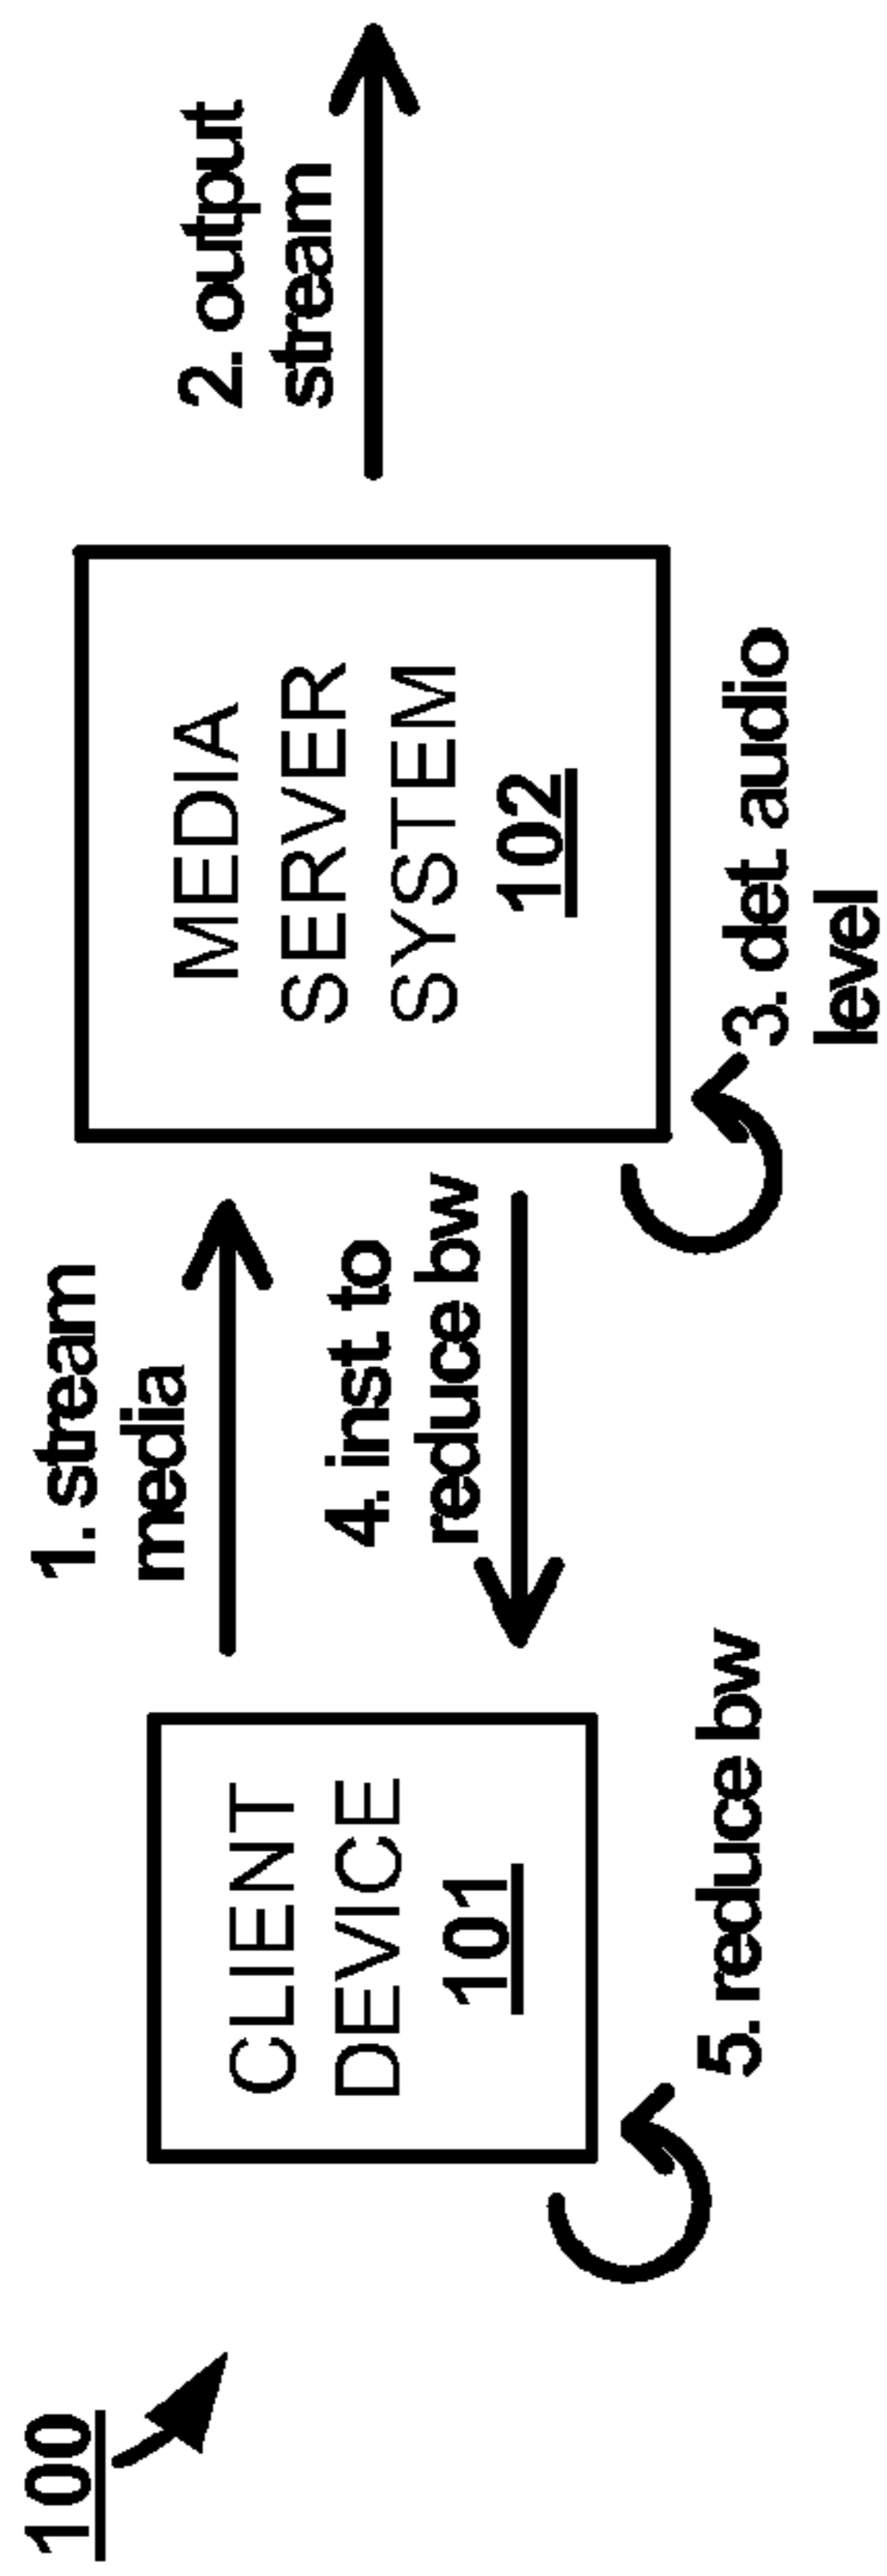 100
1. stream
media
2. output
stream
CLIENT
DEVICE
101
MEDIA
SERVER
SYSTEM
102
4. inst. to
reduce bw
5. reduce bw
3. det. audio
level